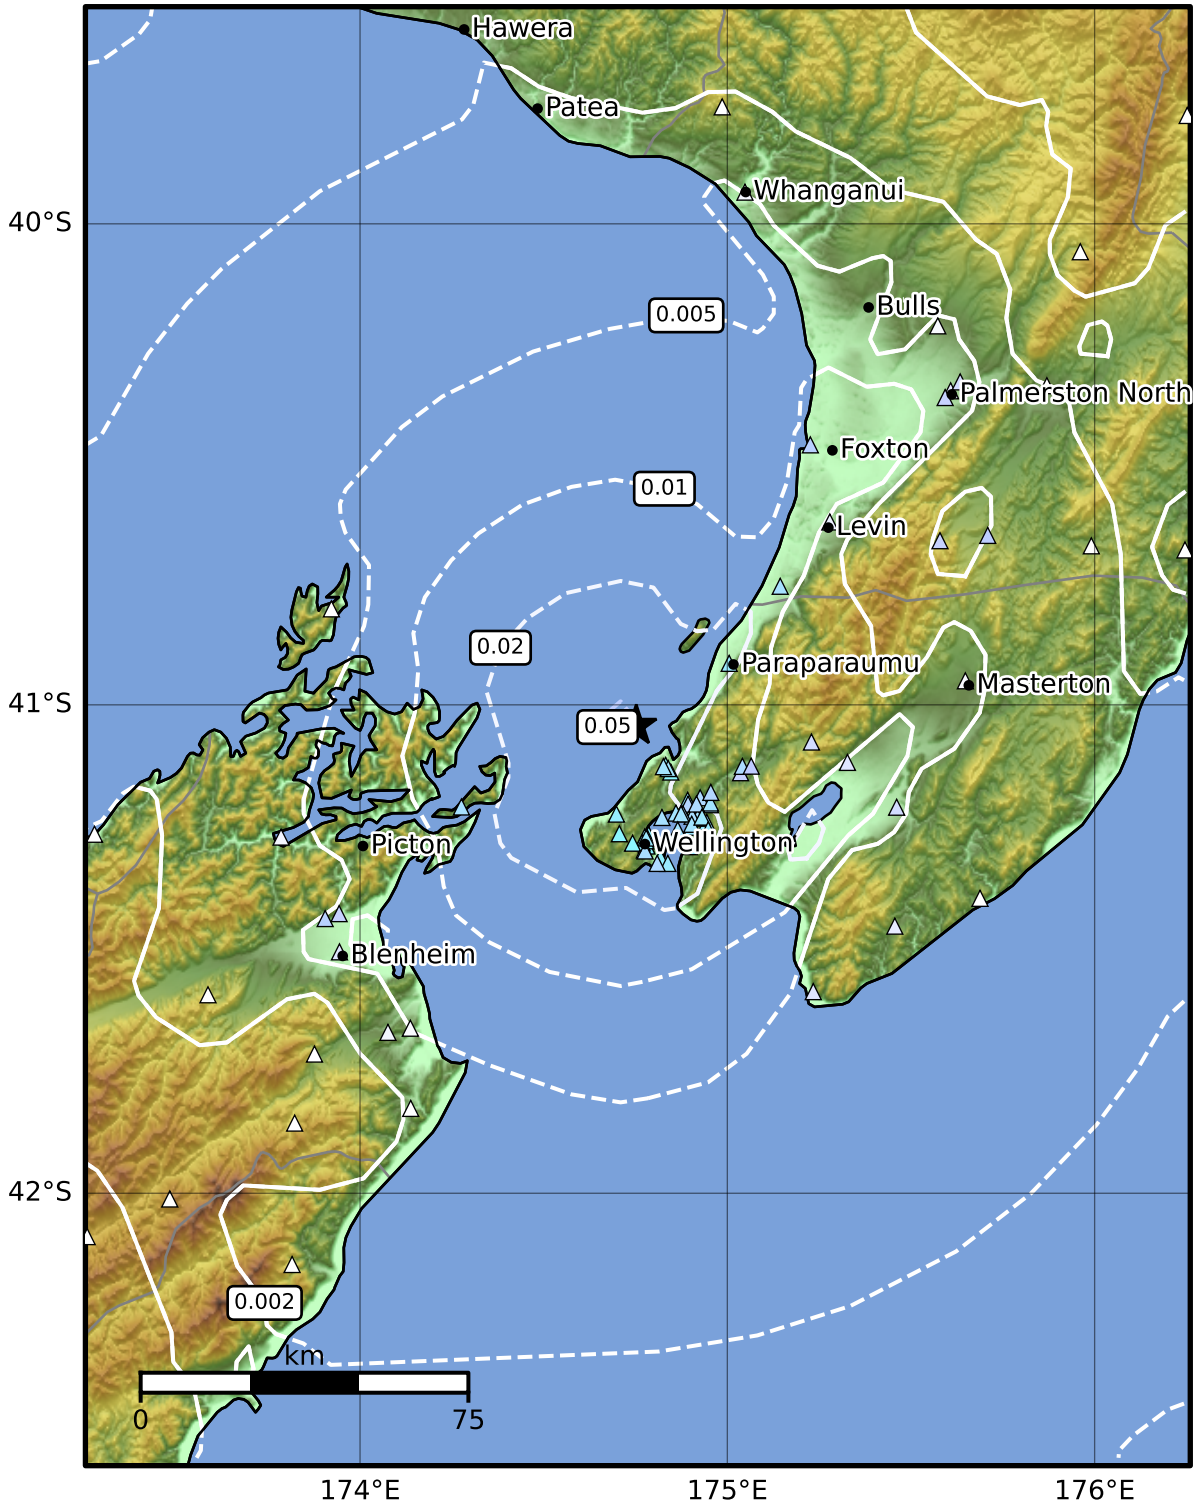 Hawera
Patea
Whanganui
40°S
0.005
Bulls
Palmerston North
Foxton
0.01
Levin
0.02
Paraparaumu
Masterton
41°S
0.05
Picton
Wellington
Blenheim
42°S
0.002
km
0
75
174°E
175°E
176°E